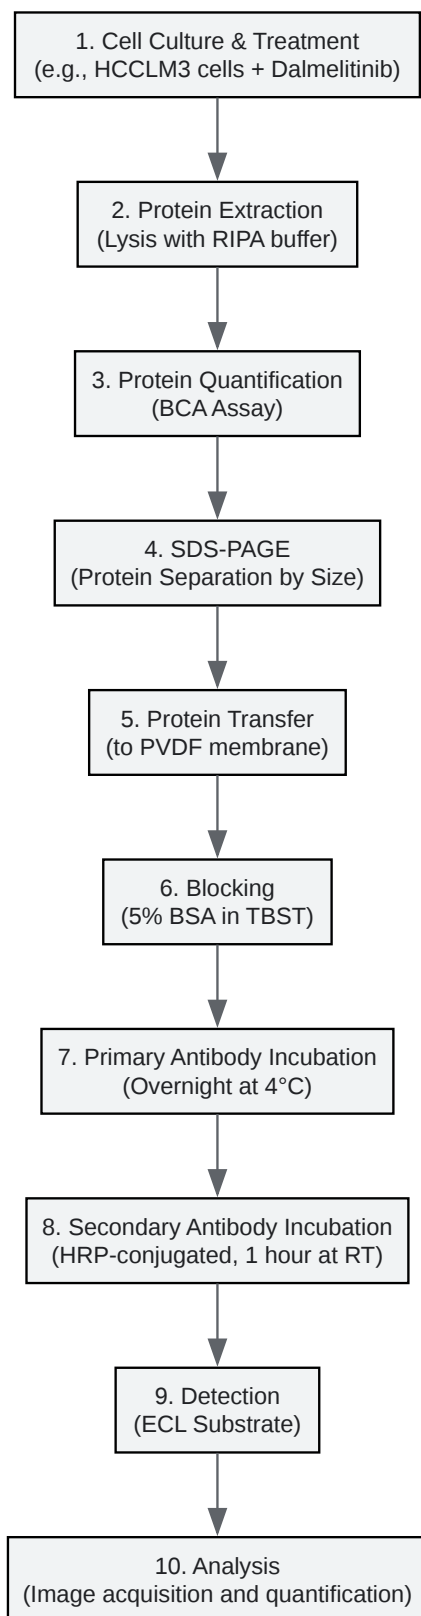 1. Cell Culture & Treatment
(e.g., HCCLM3 cells + Dalmelitinib)
2. Protein Extraction
(Lysis with RIPA buffer)
3. Protein Quantification
(BCA Assay)
4. SDS-PAGE
(Protein Separation by Size)
5. Protein Transfer
(to PVDF membrane)
6. Blocking
(5% BSA in TBST)
7. Primary Antibody Incubation
(Overnight at 4°C)
8. Secondary Antibody Incubation
(HRP-conjugated, 1 hour at RT)
9. Detection
(ECL Substrate)
10. Analysis
(Image acquisition and quantification)